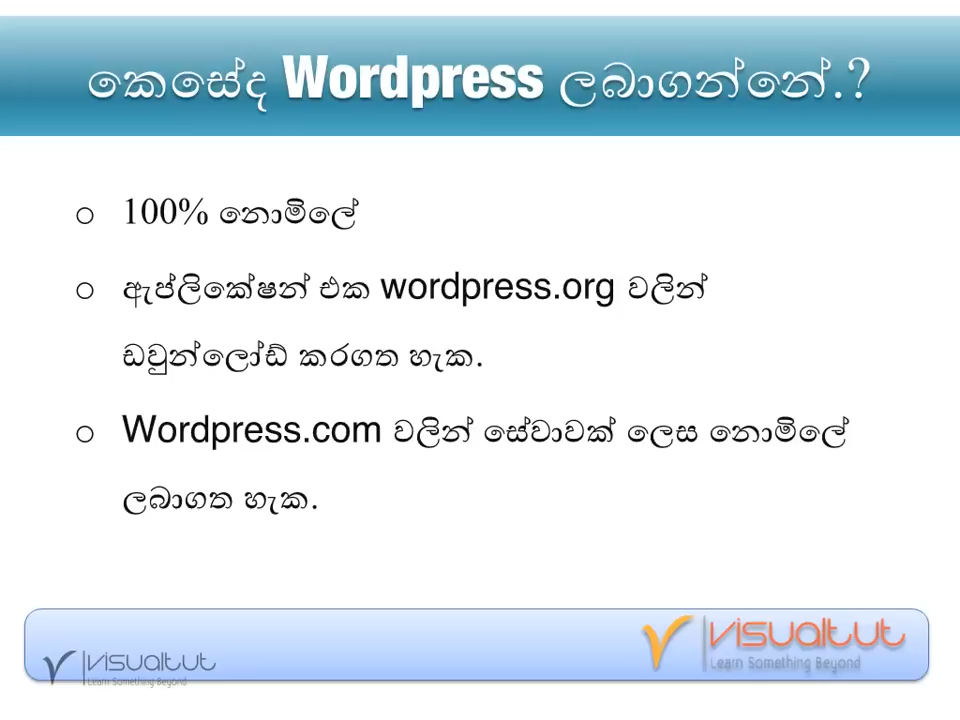 කෙසේද Wordpress ලබාගන්නේ.?
○ 100% නොමිලේ
○ ඇප්ලිකේෂන් එක wordpress.org වලින්
ඩවුන්ලෝඩ් කරගත හැක.
○ Wordpress.com වලින් සේවාවක් ලෙස නොමිලේ
ලබාගත හැක.
visualtut
Learn Something Beyond
visualtut
Learn Something Beyond